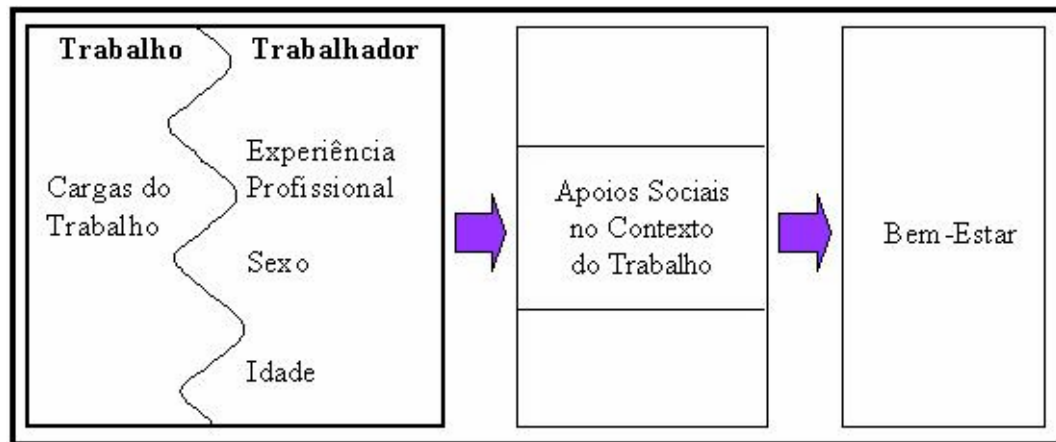 Trabalho
Trabalhador
Cargas do
Trabalho
Experiência
Profissional
Sexo
Idade
Apoios Sociais
no Contexto
do Trabalho
Bem-Estar